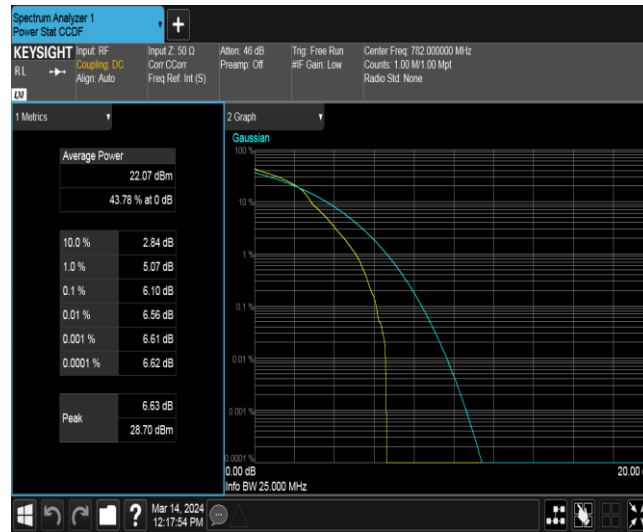 Spectrum Analyzer 1
Power Stat CCDF
+
KEYSIGHT
RL
LXI
Input: RF
Coupling: DC
Align: Auto
Input Z: 50 Ω
Corr CCorr
Freq Ref: Int (S)
Atten: 46 dB
Preamp: Off
Trig: Free Run
#IF Gain: Low
Center Freq: 782.000000 MHz
Counts: 1.00 M/1.00 Mpt
Radio Std: None
1 Metrics
Average Power
22.07 dBm
43.78 % at 0 dB
10.0 % 2.84 dB
1.0 % 5.07 dB
0.1 % 6.10 dB
0.01 % 6.56 dB
0.001 % 6.61 dB
0.0001 % 6.62 dB
Peak
6.63 dB
28.70 dBm
2 Graph
Gaussian
100 %
10 %
1 %
0.1 %
0.01 %
0.001 %
0.0001 %
0.00 dB
20.00
Info BW 25.000 MHz
?
Mar 14, 2024
12:17:54 PM